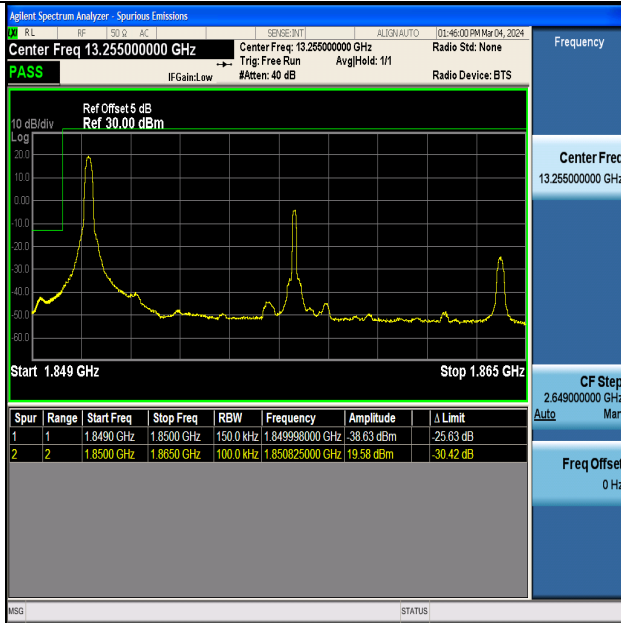 Agilent Spectrum Analyzer - Spurious Emissions
RL RF 50 Ω AC SENSE:INT ALIGN AUTO 01:46:00 PM Mar 04, 2024
Center Freq 13.255000000 GHz Center Freq: 13.255000000 GHz Radio Std: None
Trig: Free Run Avg|Hold: 1/1
PASS IFGain:Low #Atten: 40 dB Radio Device: BTS
Ref Offset 5 dB
10 dB/div Ref 30.00 dBm
Log
20.0
10.0
0.00
-10.0
-20.0
-30.0
-40.0
-50.0
-60.0
Start 1.849 GHz Stop 1.865 GHz
Spur Range Start Freq Stop Freq RBW Frequency Amplitude Δ Limit
1 1 1.8490 GHz 1.8500 GHz 150.0 kHz 1.849998000 GHz -38.63 dBm -25.63 dB
2 2 1.8500 GHz 1.8650 GHz 100.0 kHz 1.850825000 GHz 19.58 dBm -30.42 dB
MSG STATUS
Frequency
Center Freq
13.255000000 GHz
CF Step
2.649000000 GHz
Auto Man
Freq Offset
0 Hz